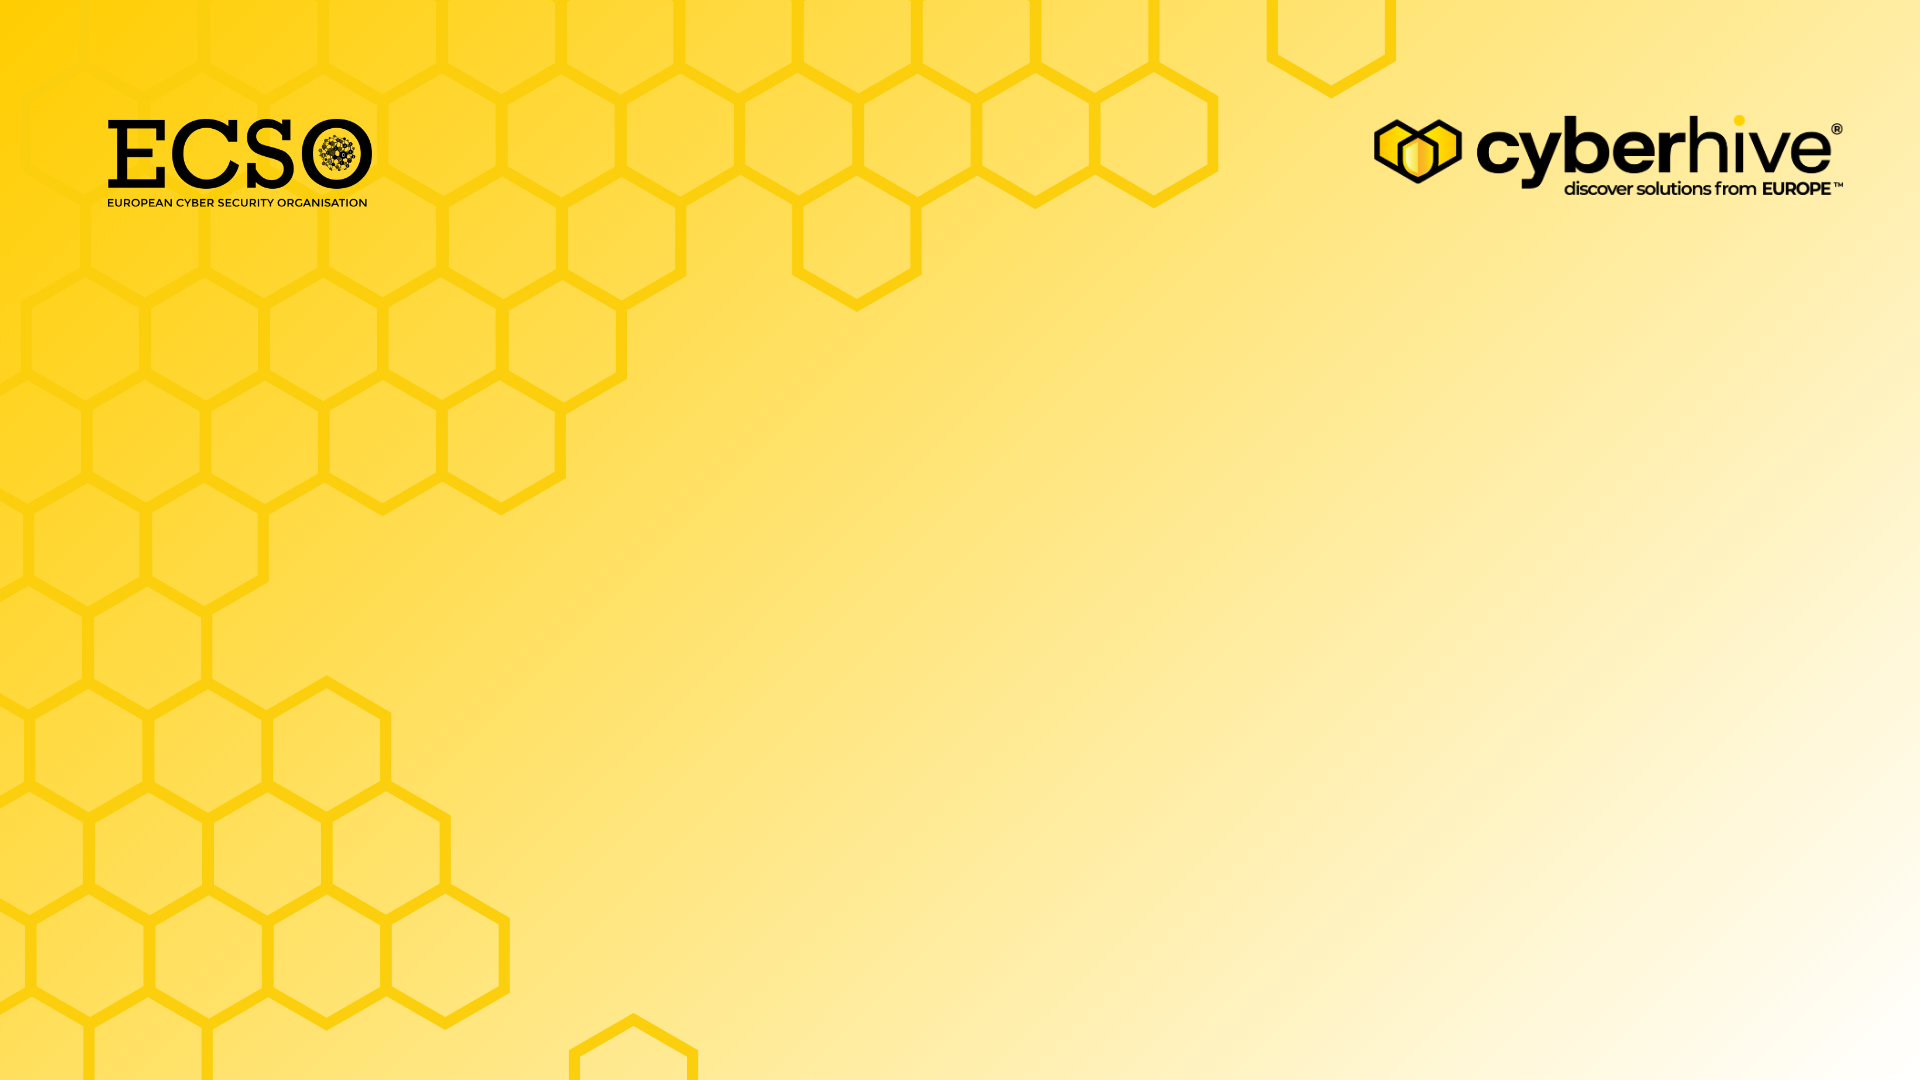 ECSO
EUROPEAN CYBER SECURITY ORGANISATION
cyberhive®
discover solutions from EUROPE™